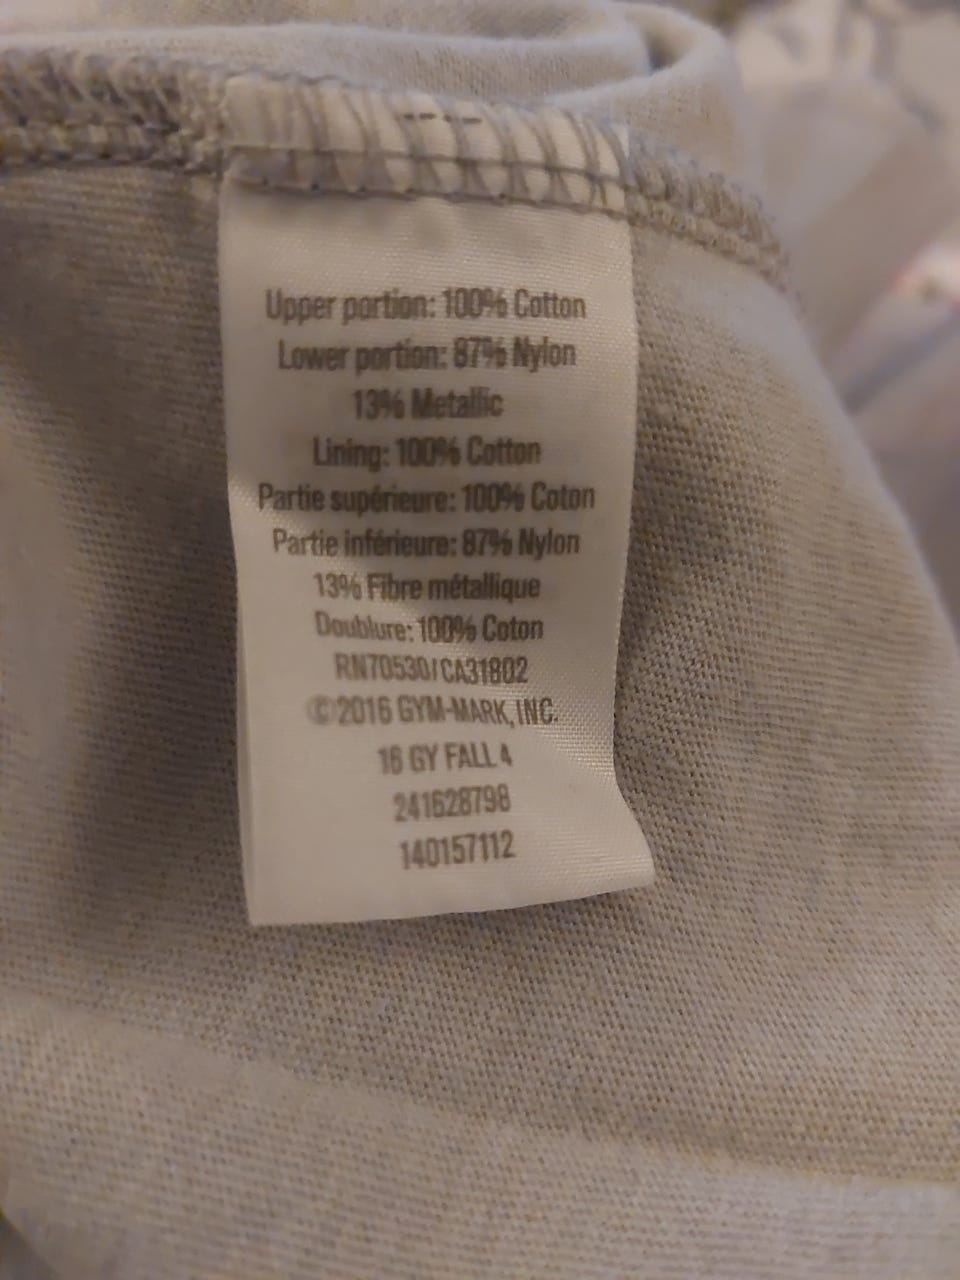 Upper portion: 100% Cotton
Lower portion: 87% Nylon
13% Metallic
Lining: 100% Cotton
Partie supérieure: 100% Coton
Partie inférieure: 87% Nylon
13% Fibre métallique
Doublure: 100% Coton
RN70530/CA31802
©2016 GYM-MARK, INC.
16 GY FALL 4
241628798
140157112